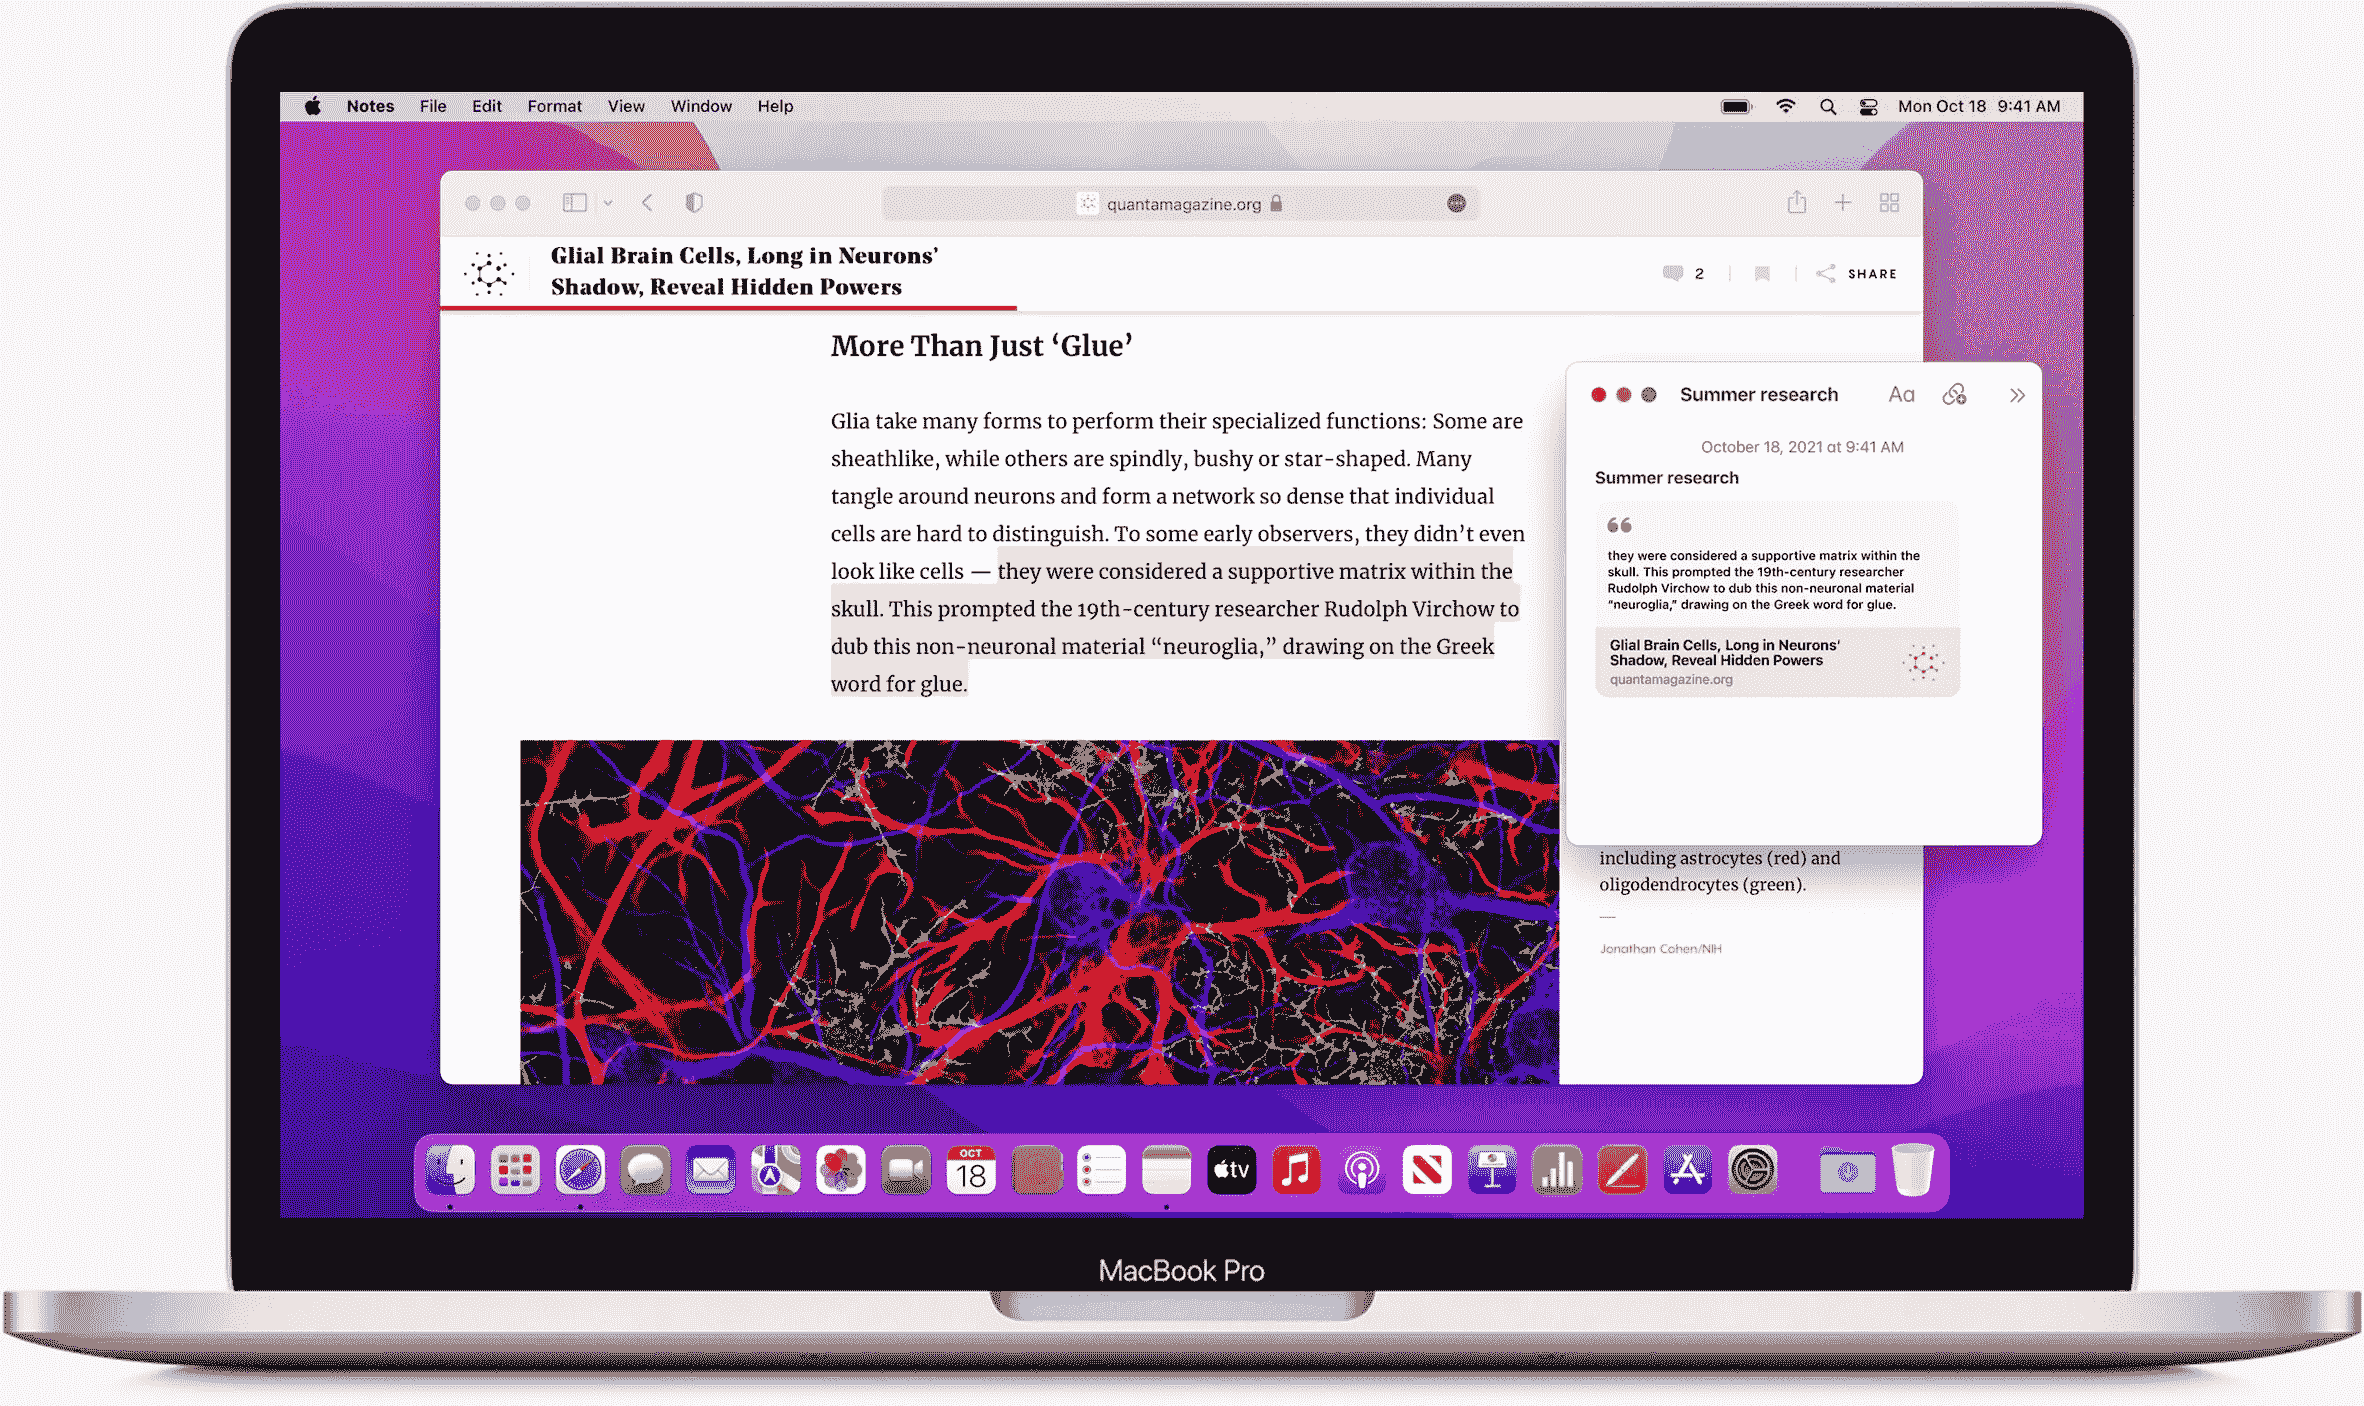 Notes File Edit Format View Window Help
Mon Oct 18 9:41 AM
quantamagazine.org
Glial Brain Cells, Long in Neurons’
Shadow, Reveal Hidden Powers
2
SHARE
More Than Just ‘Glue’
Glia take many forms to perform their specialized functions: Some are
sheathlike, while others are spindly, bushy or star-shaped. Many
tangle around neurons and form a network so dense that individual
cells are hard to distinguish. To some early observers, they didn’t even
look like cells — they were considered a supportive matrix within the
skull. This prompted the 19th-century researcher Rudolph Virchow to
dub this non-neuronal material “neuroglia,” drawing on the Greek
word for glue.
Summer research
Aa
October 18, 2021 at 9:41 AM
Summer research
“
they were considered a supportive matrix within the
skull. This prompted the 19th-century researcher
Rudolph Virchow to dub this non-neuronal material
“neuroglia,” drawing on the Greek word for glue.
Glial Brain Cells, Long in Neurons’
Shadow, Reveal Hidden Powers
quantamagazine.org
including astrocytes (red) and
oligodendrocytes (green).
—
Jonathan Cohen/NIH
OCT
18
tv
MacBook Pro